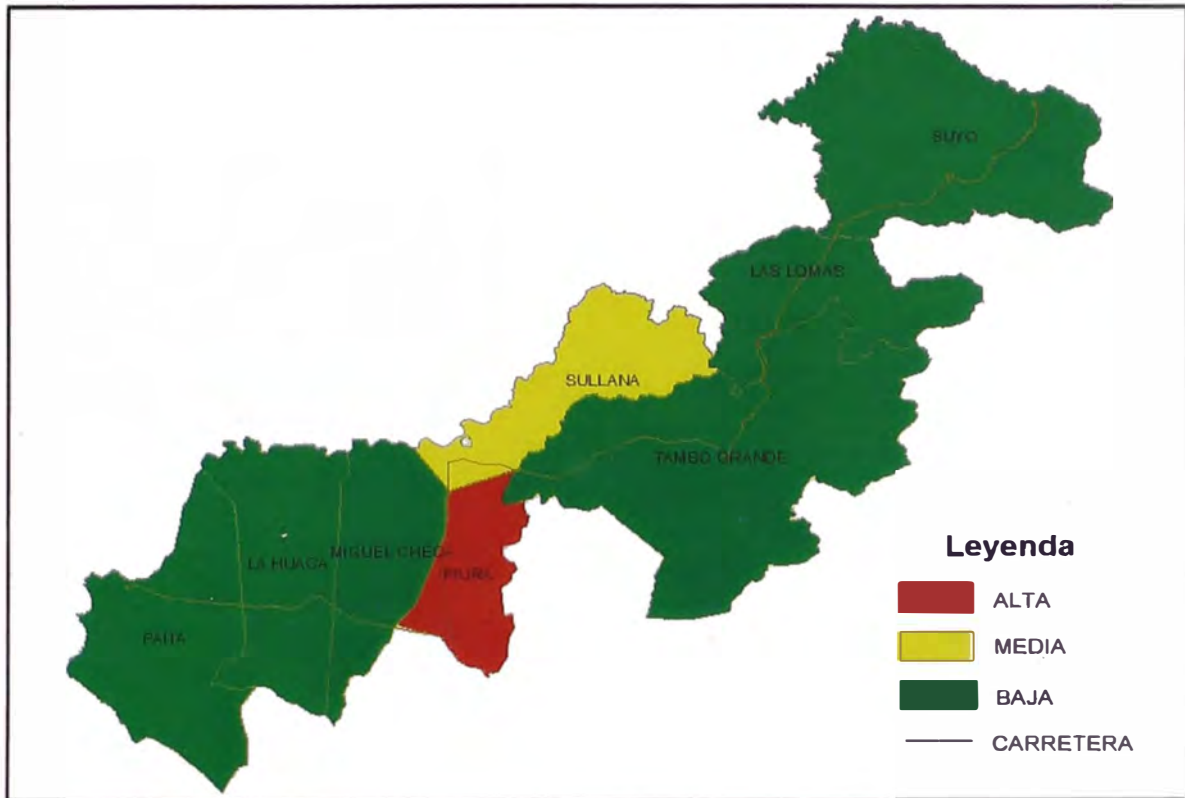 SUYO
LAS LOMAS
SULLANA
TAMBO GRANDE
LA HUACA
MIGUEL CHECA
PIURA
PAITA
Leyenda
ALTA
MEDIA
BAJA
CARRETERA